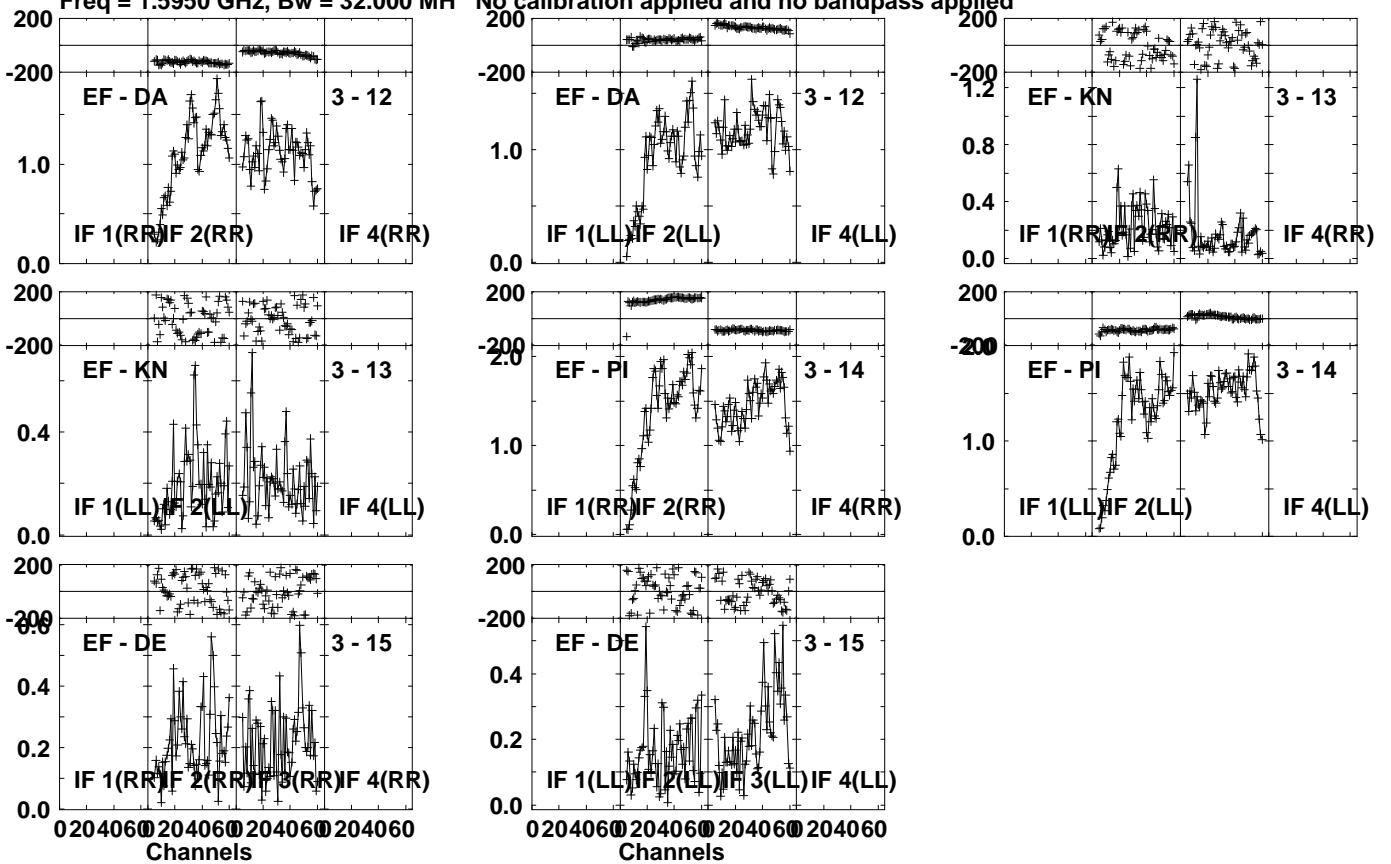 Freq = 1.5950 GHz, Bw = 32.000 MH No calibration applied and no bandpass applied
200
-200
EF - DA
3 - 12
1.0
0.0
IF 1(RR)
IF 2(RR)
IF 4(RR)
200
-200
EF - DA
3 - 12
1.0
0.0
IF 1(LL)
IF 2(LL)
IF 4(LL)
200
-200
EF - KN
3 - 13
1.2
0.8
0.4
0.0
IF 1(RR)
IF 2(RR)
IF 4(RR)
200
-200
EF - KN
3 - 13
0.4
0.0
IF 1(LL)
IF 2(LL)
IF 4(LL)
200
-200
2.0
EF - PI
3 - 14
1.0
0.0
IF 1(RR)
IF 2(RR)
IF 4(RR)
200
-200
2.0
EF - PI
3 - 14
1.0
0.0
IF 1(LL)
IF 2(LL)
IF 4(LL)
200
-200
0.6
EF - DE
3 - 15
0.4
0.2
0.0
IF 1(RR)
IF 2(RR)
IF 3(RR)
IF 4(RR)
0 20 40 60 0 20 40 60 0 20 40 60 0 20 40 60
Channels
200
-200
EF - DE
3 - 15
0.4
0.2
0.0
IF 1(LL)
IF 2(LL)
IF 3(LL)
IF 4(LL)
0 20 40 60 0 20 40 60 0 20 40 60 0 20 40 60
Channels